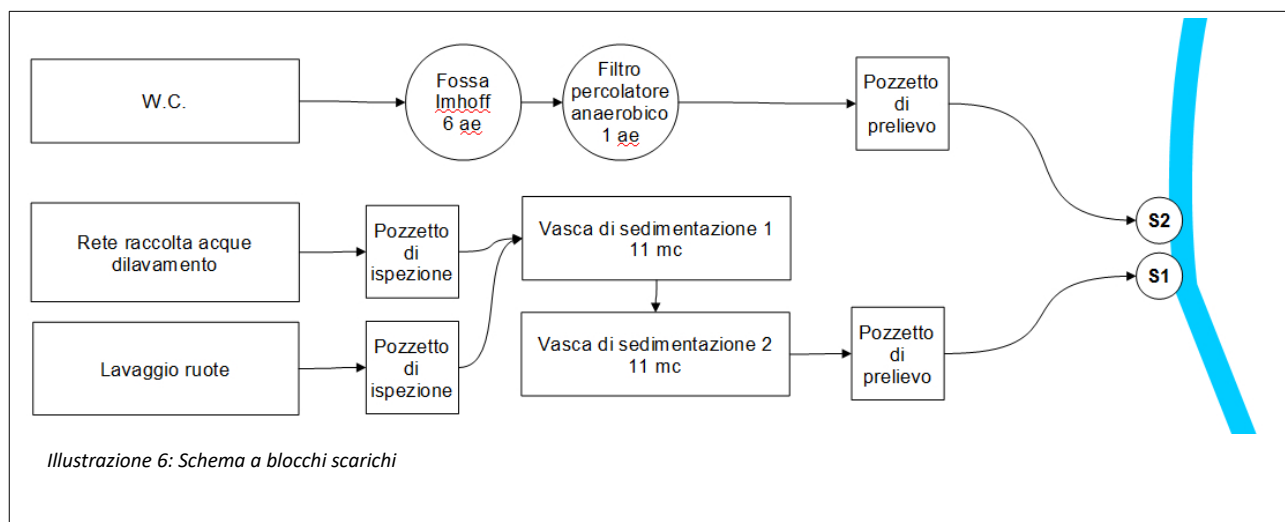 W.C.
Fossa
Imhoff
6 ae
Filtro
percolatore
anaerobico
1 ae
Pozzetto
di
prelievo
S2
Rete raccolta acque
dilavamento
Pozzetto
di
ispezione
Vasca di sedimentazione 1
11 mc
S1
Lavaggio ruote
Pozzetto
di
ispezione
Vasca di sedimentazione 2
11 mc
Pozzetto
di
prelievo
Illustrazione 6: Schema a blocchi scarichi